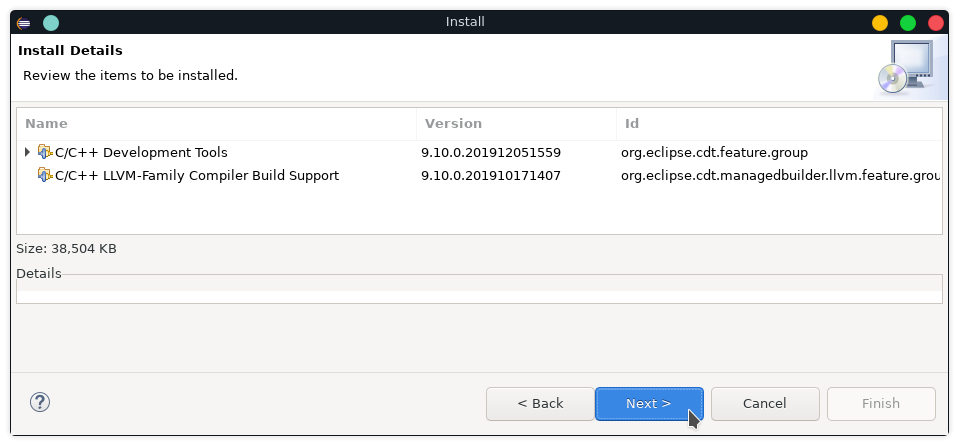 Install
Install Details
Review the items to be installed.
Name Version Id
C/C++ Development Tools 9.10.0.201912051559 org.eclipse.cdt.feature.group
C/C++ LLVM-Family Compiler Build Support 9.10.0.201910171407 org.eclipse.cdt.managedbuilder.llvm.feature.grou
Size: 38,504 KB
Details
? < Back Next > Cancel Finish